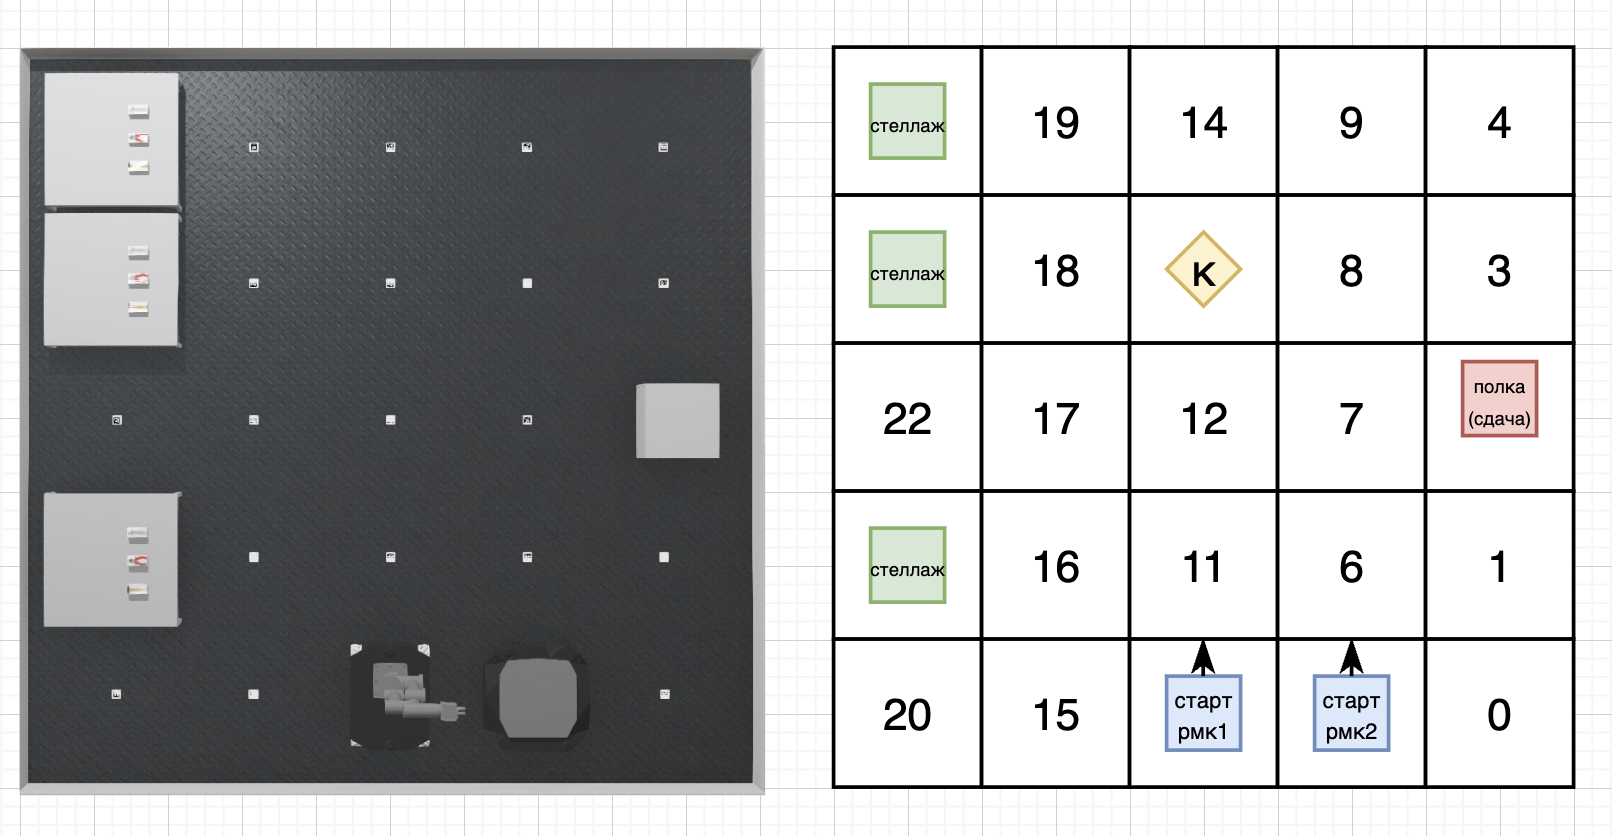 стеллаж 19 14 9 4
стеллаж 18 К 8 3
22 17 12 7 полка
(сдача)
стеллаж 16 11 6 1
20 15 старт
рмк1 старт
рмк2 0